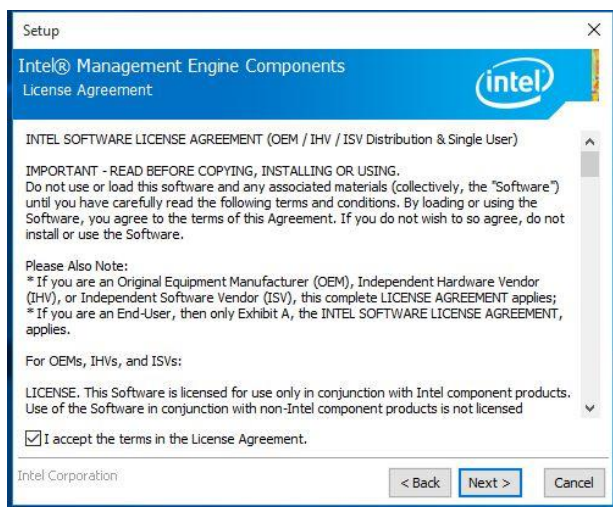 Setup
Intel® Management Engine Components
License Agreement
intel
INTEL SOFTWARE LICENSE AGREEMENT (OEM / IHV / ISV Distribution & Single User)
IMPORTANT - READ BEFORE COPYING, INSTALLING OR USING.
Do not use or load this software and any associated materials (collectively, the "Software")
until you have carefully read the following terms and conditions. By loading or using the
Software, you agree to the terms of this Agreement. If you do not wish to so agree, do not
install or use the Software.
Please Also Note:
* If you are an Original Equipment Manufacturer (OEM), Independent Hardware Vendor
(IHV), or Independent Software Vendor (ISV), this complete LICENSE AGREEMENT applies;
* If you are an End-User, then only Exhibit A, the INTEL SOFTWARE LICENSE AGREEMENT,
applies.
For OEMs, IHVs, and ISVs:
LICENSE. This Software is licensed for use only in conjunction with Intel component products.
Use of the Software in conjunction with non-Intel component products is not licensed
I accept the terms in the License Agreement.
Intel Corporation
< Back Next > Cancel